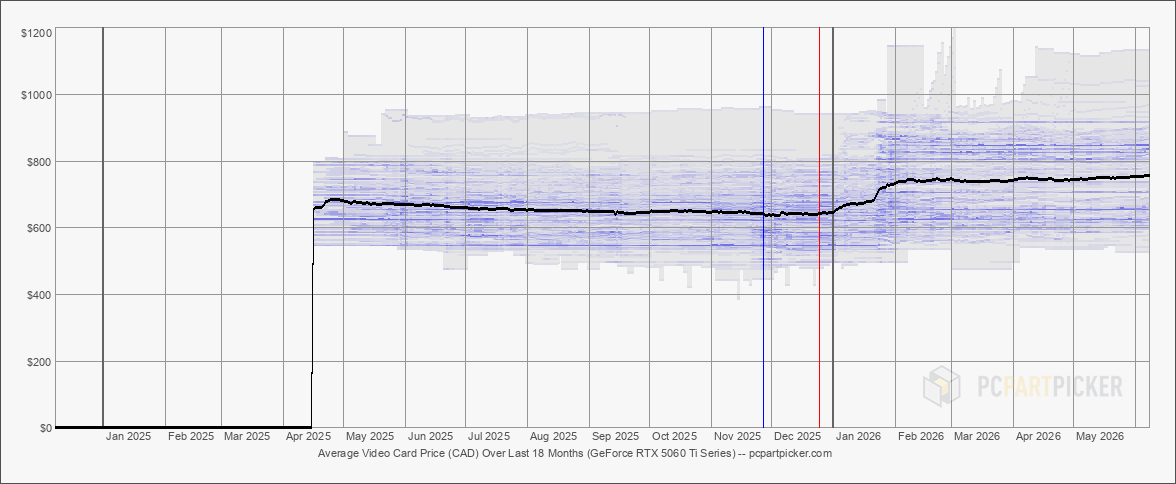 $1200
$1000
$800
$600
$400
$200
$0
Jan 2025 Feb 2025 Mar 2025 Apr 2025 May 2025 Jun 2025 Jul 2025 Aug 2025 Sep 2025 Oct 2025 Nov 2025 Dec 2025 Jan 2026 Feb 2026 Mar 2026 Apr 2026 May 2026
Average Video Card Price (CAD) Over Last 18 Months (GeForce RTX 5060 Ti Series) -- pcpartpicker.com
PCPARTPICKER